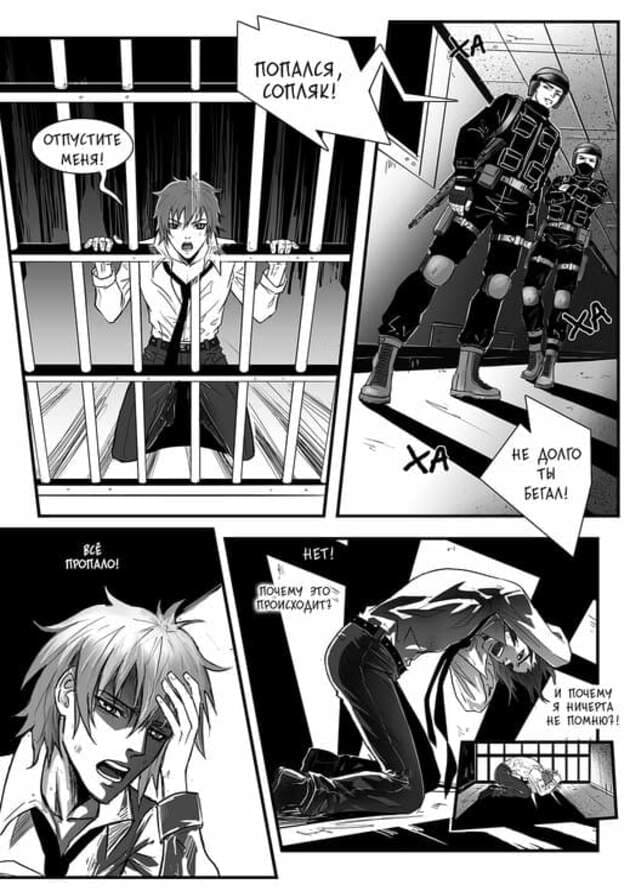 ОТПУСТИТЕ
МЕНЯ!
ПОПАЛСЯ,
СОПЛЯК!
ХА
ХА
ХА
НЕ ДОЛГО
ТЫ
БЕГАЛ!
ВСЁ
ПРОПАЛО!
НЕТ!
ПОЧЕМУ ЭТО
ПРОИСХОДИТ?
И ПОЧЕМУ
Я НИЧЕРТА
НЕ ПОМНЮ?!